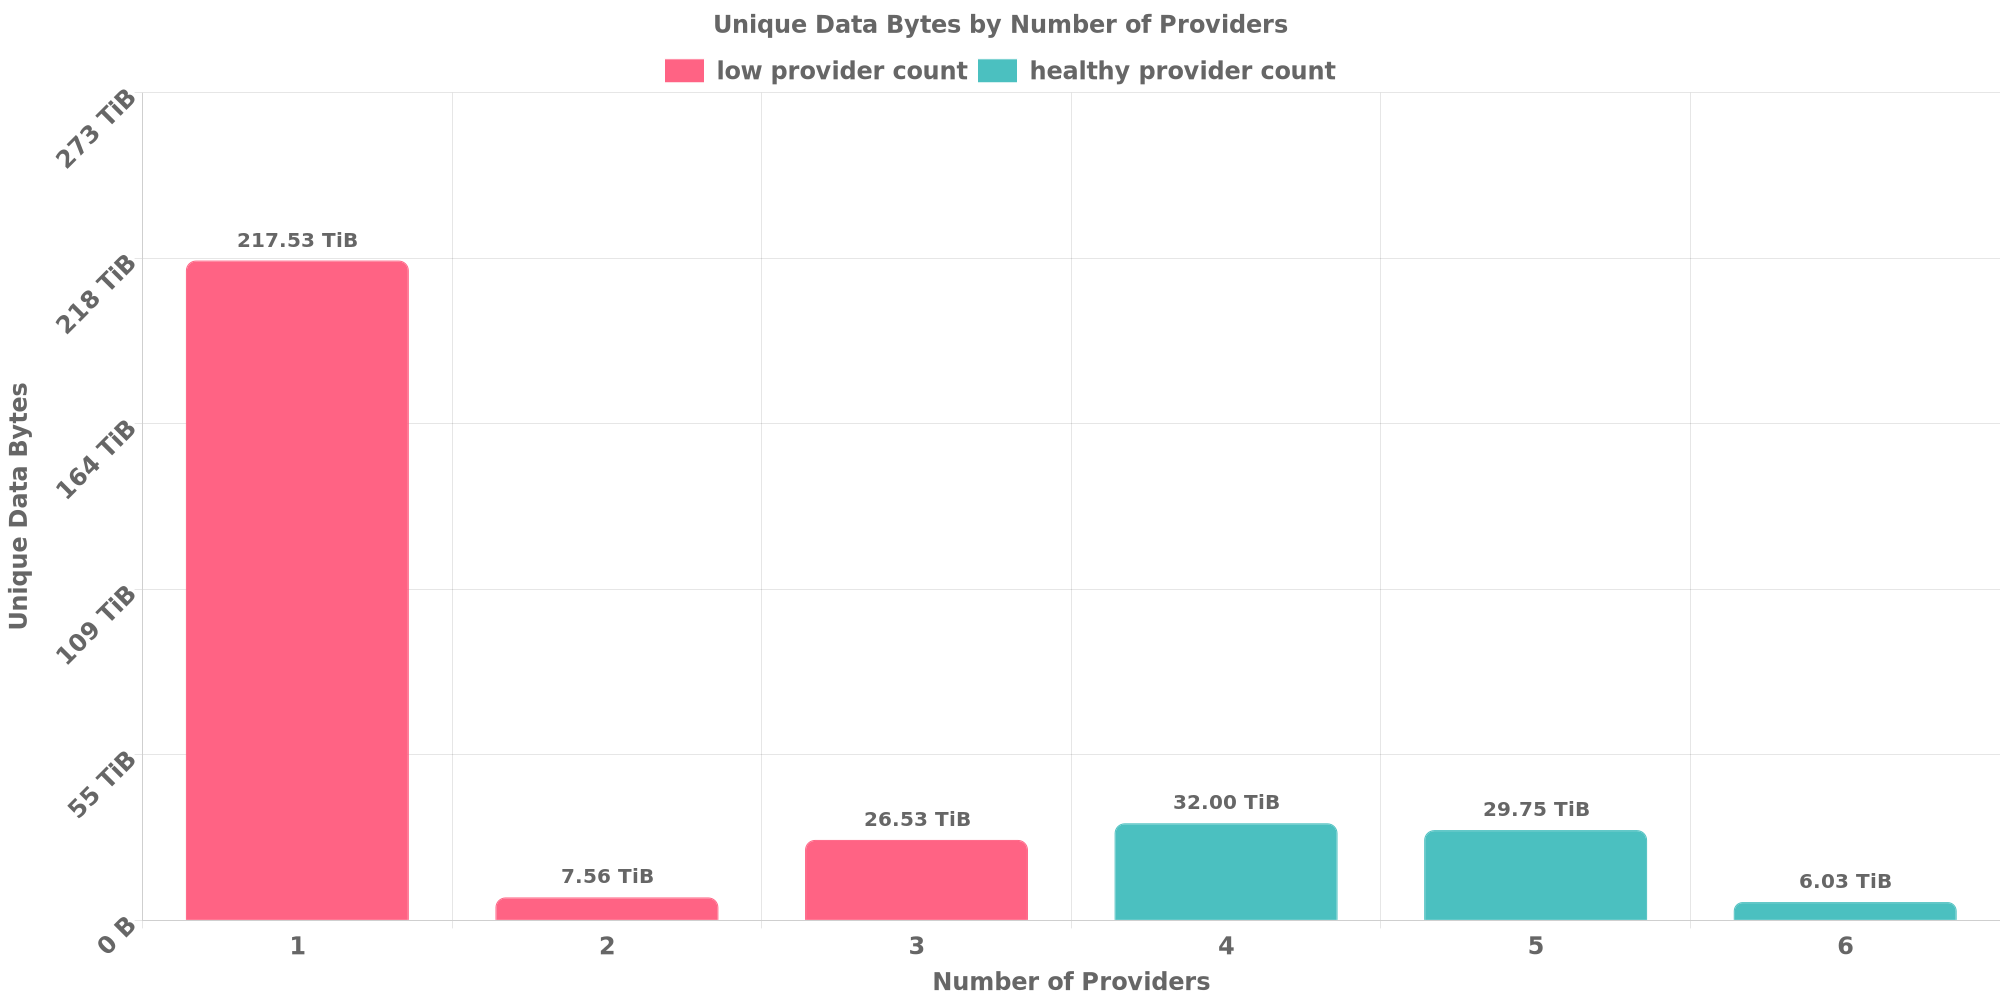 Unique Data Bytes by Number of Providers
low provider count
healthy provider count
273 TiB
218 TiB
164 TiB
109 TiB
55 TiB
0 B
Unique Data Bytes
217.53 TiB
7.56 TiB
26.53 TiB
32.00 TiB
29.75 TiB
6.03 TiB
1 2 3 4 5 6
Number of Providers